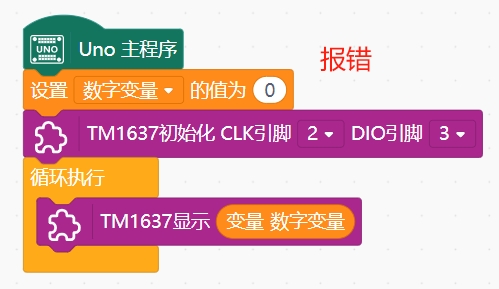 UNO Uno 主程序
报错
设置 数字变量 的值为 0
TM1637初始化 CLK引脚 2 DIO引脚 3
循环执行
TM1637显示 变量 数字变量